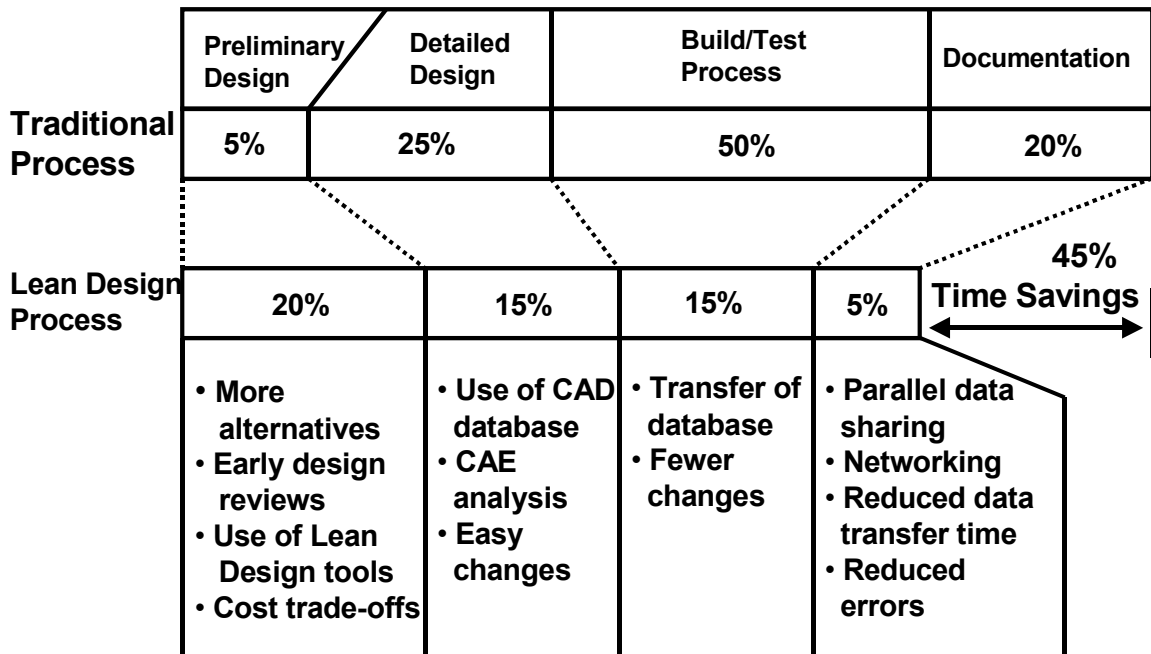 Preliminary
Design
Detailed
Design
Build/Test
Process
Documentation
Traditional
Process
5%
25%
50%
20%
Lean Design
Process
20%
15%
15%
5%
45%
Time Savings
• More
alternatives
• Early design
reviews
• Use of Lean
Design tools
• Cost trade-offs
• Use of CAD
database
• CAE
analysis
• Easy
changes
• Transfer of
database
• Fewer
changes
• Parallel data
sharing
• Networking
• Reduced data
transfer time
• Reduced
errors